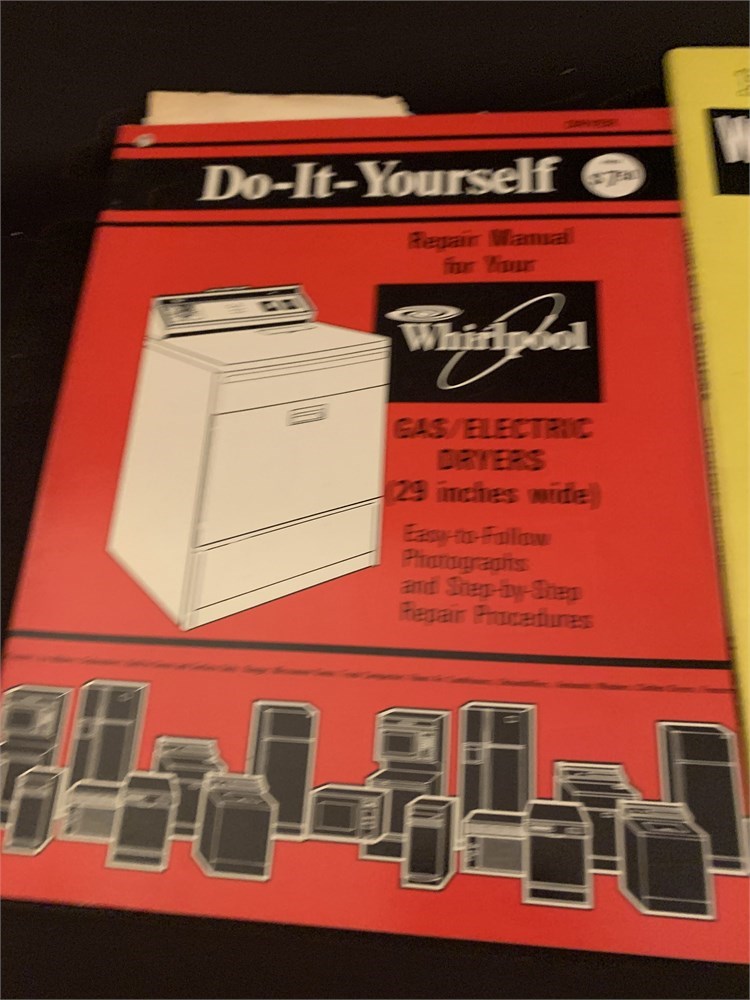 Do-It-Yourself
Repair Manual
for Your
Whirlpool
GAS/ELECTRIC
DRYERS
(29 inches wide)
Easy-to-Follow
Photographs
and Step-by-Step
Repair Procedures